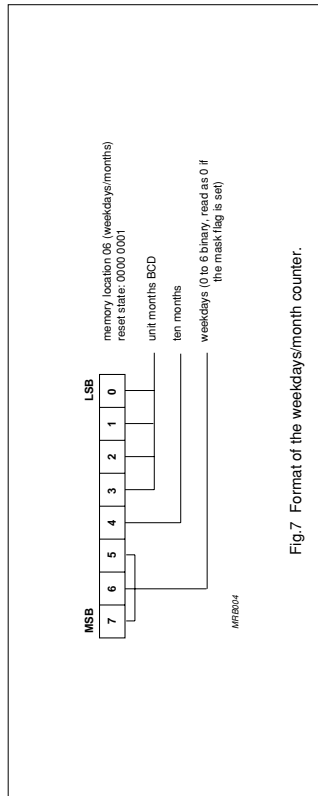 MSB
LSB
7 6 5 4 3 2 1 0
memory location 06 (weekdays/months)
reset state: 0000 0001
unit months BCD
ten months
weekdays (0 to 6 binary, read as 0 if
the mask flag is set)
MRB004
Fig.7 Format of the weekdays/month counter.